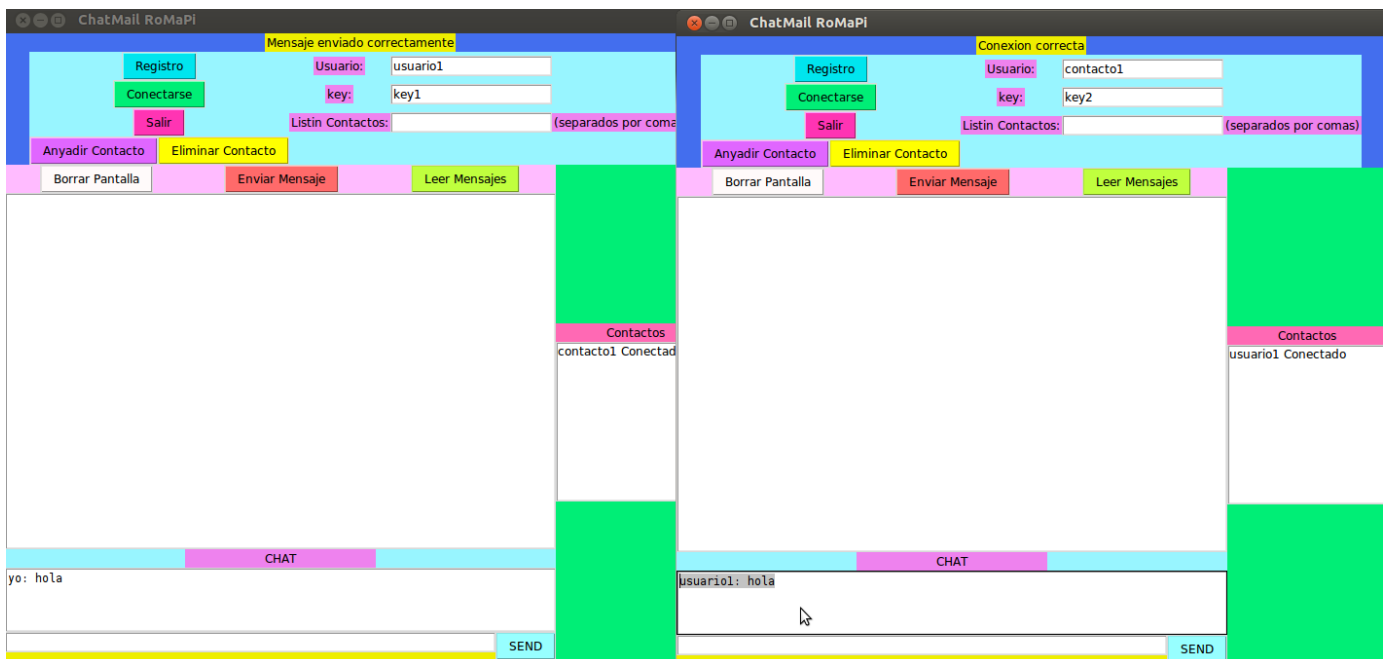 ChatMail RoMaPi
Mensaje enviado correctamente
Registro Usuario: usuario1
Conectarse key: key1
Salir Listin Contactos: (separados por coma
Anyadir Contacto Eliminar Contacto
Borrar Pantalla Enviar Mensaje Leer Mensajes
Contactos
contacto1 Conectad
CHAT
yo: hola
SEND
ChatMail RoMaPi
Conexion correcta
Registro Usuario: contacto1
Conectarse key: key2
Salir Listin Contactos: (separados por comas)
Anyadir Contacto Eliminar Contacto
Borrar Pantalla Enviar Mensaje Leer Mensajes
Contactos
usuario1 Conectado
CHAT
usuario1: hola
SEND